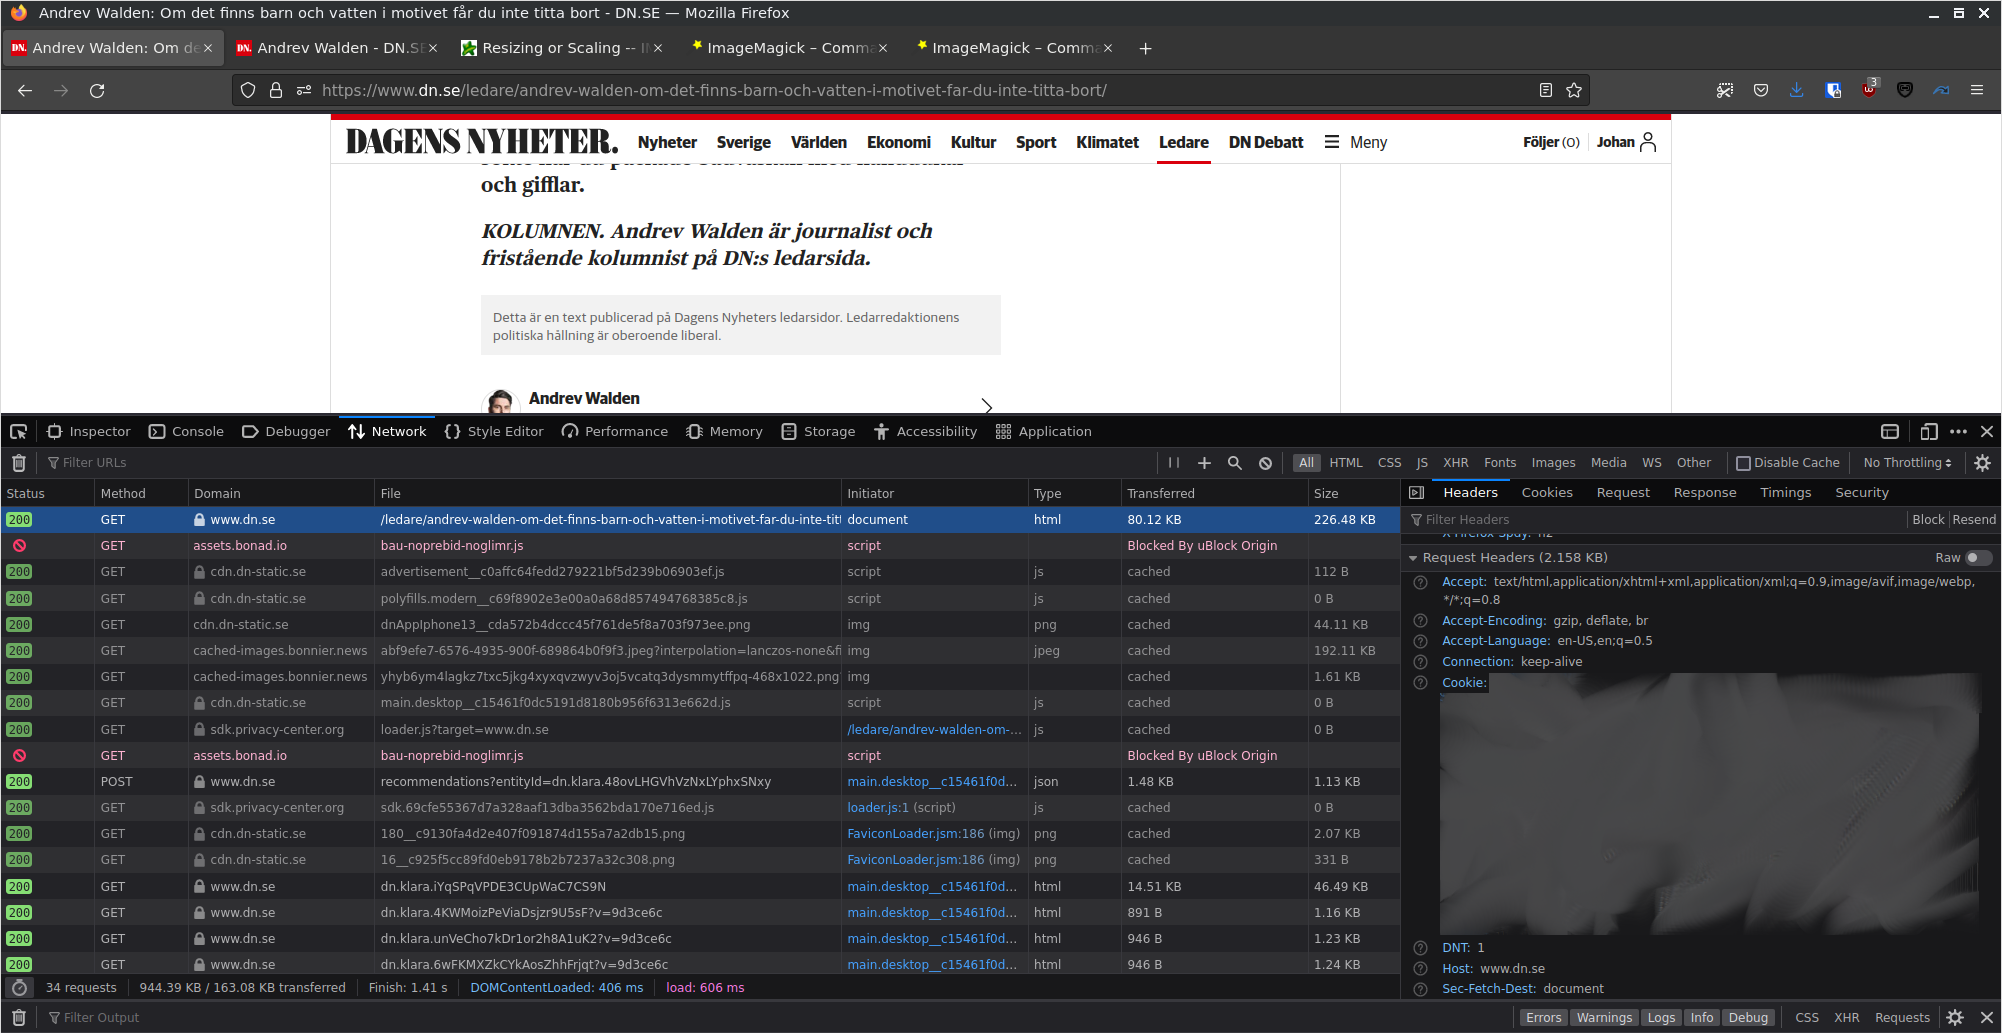 Andrev Walden: Om det finns barn och vatten i motivet får du inte titta bort - DN.SE — Mozilla Firefox
DN. Andrev Walden: Om de
DN. Andrev Walden - DN.SE
Resizing or Scaling -- IM
ImageMagick – Comma
ImageMagick – Comma
https://www.dn.se/ledare/andrev-walden-om-det-finns-barn-och-vatten-i-motivet-far-du-inte-titta-bort/
3
DAGENS NYHETER. Nyheter Sverige Världen Ekonomi Kultur Sport Klimatet Ledare DN Debatt Meny Följer (0) Johan
och gifflar.
KOLUMNEN. Andrev Walden är journalist och
fristående kolumnist på DN:s ledarsida.
Detta är en text publicerad på Dagens Nyheters ledarsidor. Ledarredaktionens
politiska hållning är oberoende liberal.
Andrev Walden
Inspector Console Debugger Network Style Editor Performance Memory Storage Accessibility Application
Filter URLs All HTML CSS JS XHR Fonts Images Media WS Other Disable Cache No Throttling
Status Method Domain File Initiator Type Transferred Size
200 GET www.dn.se /ledare/andrev-walden-om-det-finns-barn-och-vatten-i-motivet-far-du-inte-titt document html 80.12 KB 226.48 KB
GET assets.bonad.io bau-noprebid-noglimr.js script Blocked By uBlock Origin
200 GET cdn.dn-static.se advertisement__c0affc64fedd279221bf5d239b06903ef.js script js cached 112 B
200 GET cdn.dn-static.se polyfills.modern__c69f8902e3e00a0a68d857494768385c8.js script js cached 0 B
200 GET cdn.dn-static.se dnAppIphone13__cda572b4dccc45f761de5f8a703f973ee.png img png cached 44.11 KB
200 GET cached-images.bonnier.news abf9efe7-6576-4935-900f-689864b0f9f3.jpeg?interpolation=lanczos-none&fi img jpeg cached 192.11 KB
200 GET cached-images.bonnier.news yhyb6ym4lagkz7txc5jkg4xyxqvzwyv3oj5vcatq3dysmmytffpq-468x1022.png img cached 1.61 KB
200 GET cdn.dn-static.se main.desktop__c15461f0dc5191d8180b956f6313e662d.js script js cached 0 B
200 GET sdk.privacy-center.org loader.js?target=www.dn.se /ledare/andrev-walden-om-... js cached 0 B
GET assets.bonad.io bau-noprebid-noglimr.js script Blocked By uBlock Origin
200 POST www.dn.se recommendations?entityId=dn.klara.48ovLHGVhVzNxLYphxSNxy main.desktop__c15461f0d... json 1.48 KB 1.13 KB
200 GET sdk.privacy-center.org sdk.69cfe55367d7a328aaf13dba3562bda170e716ed.js loader.js:1 (script) js cached 0 B
200 GET cdn.dn-static.se 180__c9130fa4d2e407f091874d155a7a2db15.png FaviconLoader.jsm:186 (img) png cached 2.07 KB
200 GET cdn.dn-static.se 16__c925f5cc89fd0eb9178b2b7237a32c308.png FaviconLoader.jsm:186 (img) png cached 331 B
200 GET www.dn.se dn.klara.iYqSPqVPDE3CUpWaC7CS9N main.desktop__c15461f0d... html 14.51 KB 46.49 KB
200 GET www.dn.se dn.klara.4KWMoizPeViaDsjzr9U5sF?v=9d3ce6c main.desktop__c15461f0d... html 891 B 1.16 KB
200 GET www.dn.se dn.klara.unVeCho7kDr1or2h8A1uK2?v=9d3ce6c main.desktop__c15461f0d... html 946 B 1.23 KB
200 GET www.dn.se dn.klara.6wFKMXZkCYkAosZhhFrjqt?v=9d3ce6c main.desktop__c15461f0d... html 946 B 1.24 KB
34 requests 944.39 KB / 163.08 KB transferred Finish: 1.41 s DOMContentLoaded: 406 ms load: 606 ms
Headers Cookies Request Response Timings Security
Filter Headers Block Resend
Request Headers (2.158 KB) Raw
Accept: text/html,application/xhtml+xml,application/xml;q=0.9,image/avif,image/webp,
*/*;q=0.8
Accept-Encoding: gzip, deflate, br
Accept-Language: en-US,en;q=0.5
Connection: keep-alive
Cookie:
DNT: 1
Host: www.dn.se
Sec-Fetch-Dest: document
Filter Output Errors Warnings Logs Info Debug CSS XHR Requests